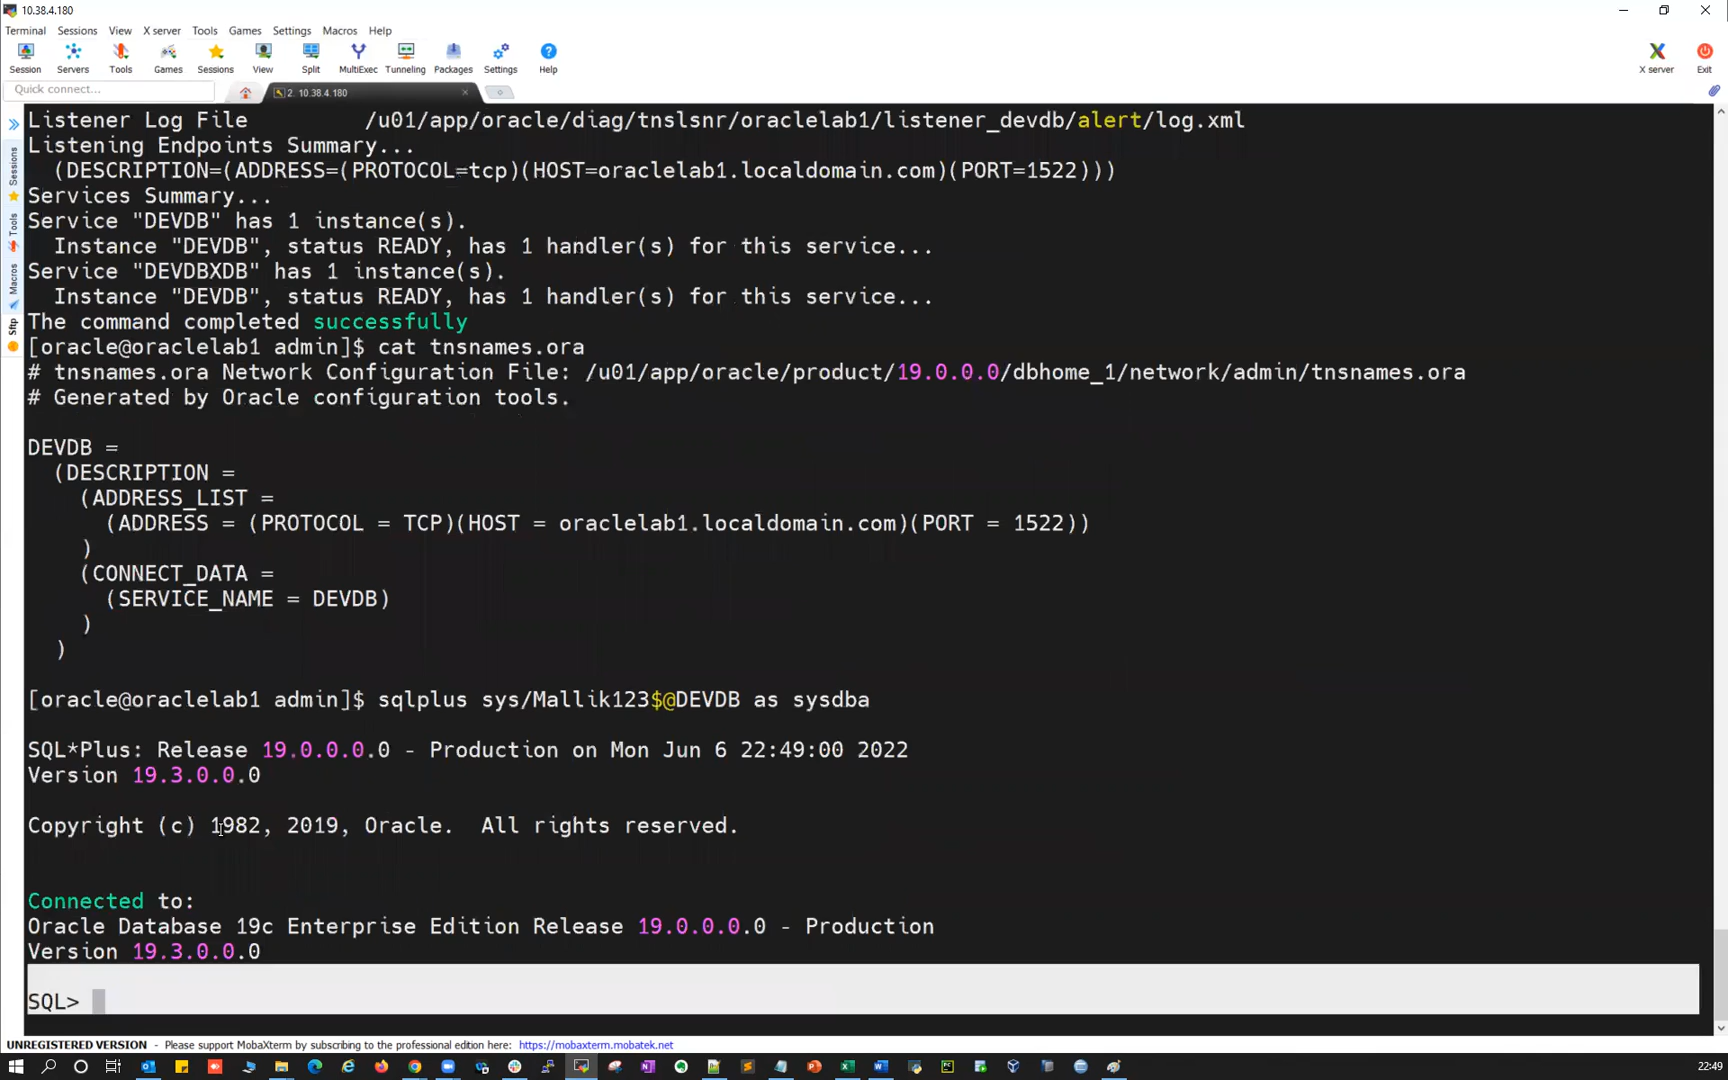 10.38.4.180
Terminal Sessions View X server Tools Games Settings Macros Help
Session Servers Tools Games Sessions View Split MultiExec Tunneling Packages Settings Help X server Exit
Quick connect...
2. 10.38.4.180
Sessions
Tools
Macros
Sftp
Listener Log File /u01/app/oracle/diag/tnslsnr/oraclelab1/listener_devdb/alert/log.xml
Listening Endpoints Summary...
(DESCRIPTION=(ADDRESS=(PROTOCOL=tcp)(HOST=oraclelab1.localdomain.com)(PORT=1522)))
Services Summary...
Service "DEVDB" has 1 instance(s).
Instance "DEVDB", status READY, has 1 handler(s) for this service...
Service "DEVDBXDB" has 1 instance(s).
Instance "DEVDB", status READY, has 1 handler(s) for this service...
The command completed successfully
[oracle@oraclelab1 admin]$ cat tnsnames.ora
# tnsnames.ora Network Configuration File: /u01/app/oracle/product/19.0.0.0/dbhome_1/network/admin/tnsnames.ora
# Generated by Oracle configuration tools.
DEVDB =
(DESCRIPTION =
(ADDRESS_LIST =
(ADDRESS = (PROTOCOL = TCP)(HOST = oraclelab1.localdomain.com)(PORT = 1522))
)
(CONNECT_DATA =
(SERVICE_NAME = DEVDB)
)
)
[oracle@oraclelab1 admin]$ sqlplus sys/Mallik123$@DEVDB as sysdba
SQL*Plus: Release 19.0.0.0.0 - Production on Mon Jun 6 22:49:00 2022
Version 19.3.0.0.0
Copyright (c) 1982, 2019, Oracle. All rights reserved.
Connected to:
Oracle Database 19c Enterprise Edition Release 19.0.0.0.0 - Production
Version 19.3.0.0.0
SQL>
UNREGISTERED VERSION - Please support MobaXterm by subscribing to the professional edition here: https://mobaxterm.mobatek.net
22:49